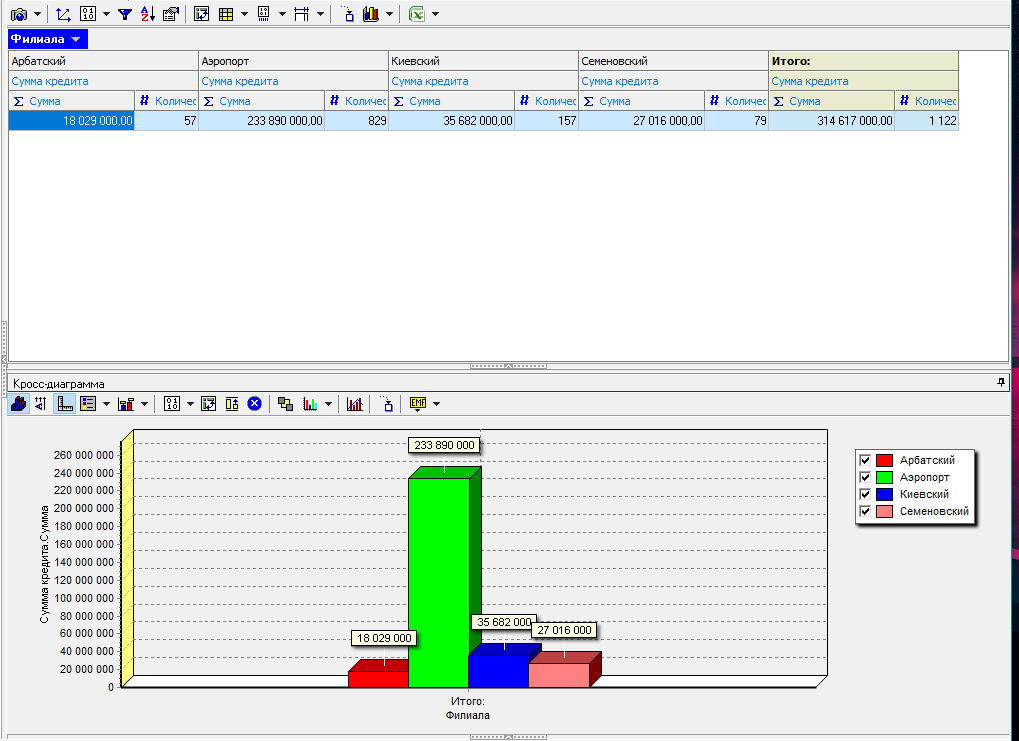 Филиала
Арбатский Аэропорт Киевский Семеновский Итого:
Сумма кредита Сумма кредита Сумма кредита Сумма кредита Сумма кредита
Σ Сумма # Количес Σ Сумма # Количес Σ Сумма # Количес Σ Сумма # Количес Σ Сумма # Количес
18 029 000,00 57 233 890 000,00 829 35 682 000,00 157 27 016 000,00 79 314 617 000,00 1 122
Кросс-диаграмма
EMF
233 890 000
260 000 000
240 000 000
220 000 000
200 000 000
180 000 000
160 000 000
140 000 000
120 000 000
100 000 000
80 000 000
60 000 000
40 000 000
20 000 000
0
Сумма кредита.Сумма
18 029 000
35 682 000
27 016 000
Итого:
Филиала
Арбатский
Аэропорт
Киевский
Семеновский